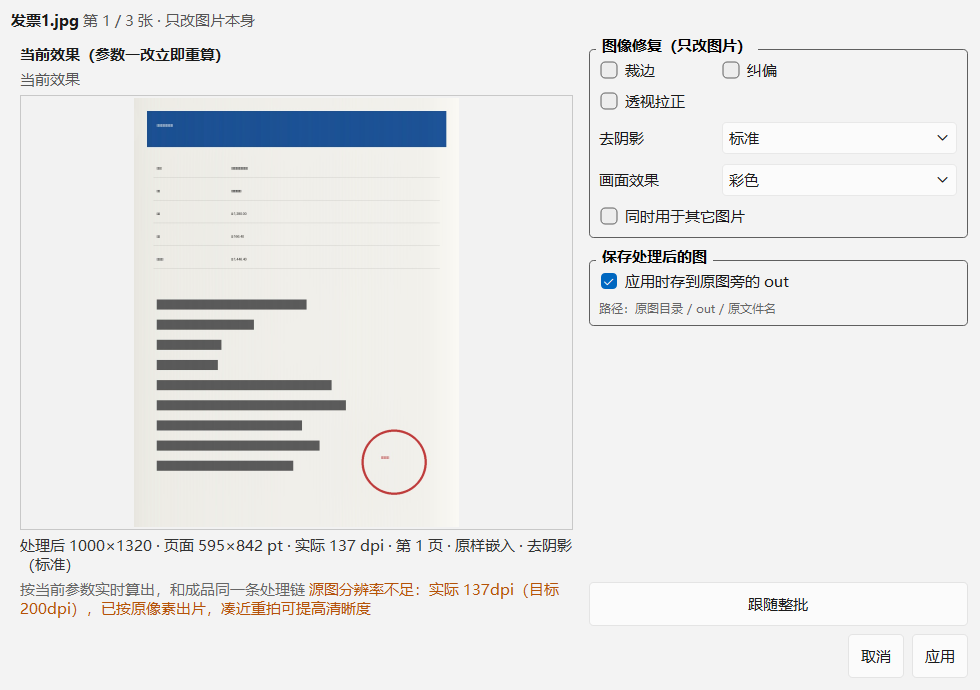 发票1.jpg 第 1 / 3 张 · 只改图片本身
当前效果（参数一改立即重算）
当前效果
处理后 1000×1320 · 页面 595×842 pt · 实际 137 dpi · 第 1 页 · 原样嵌入 · 去阴影
（标准）
按当前参数实时算出，和成品同一条处理链 源图分辨率不足：实际 137dpi（目标
200dpi），已按原像素出片，凑近重拍可提高清晰度
图像修复（只改图片）
裁边 纠偏
透视拉正
去阴影 标准
画面效果 彩色
同时用于其它图片
保存处理后的图
应用时存到原图旁的 out
路径：原图目录 / out / 原文件名
跟随整批
取消 应用